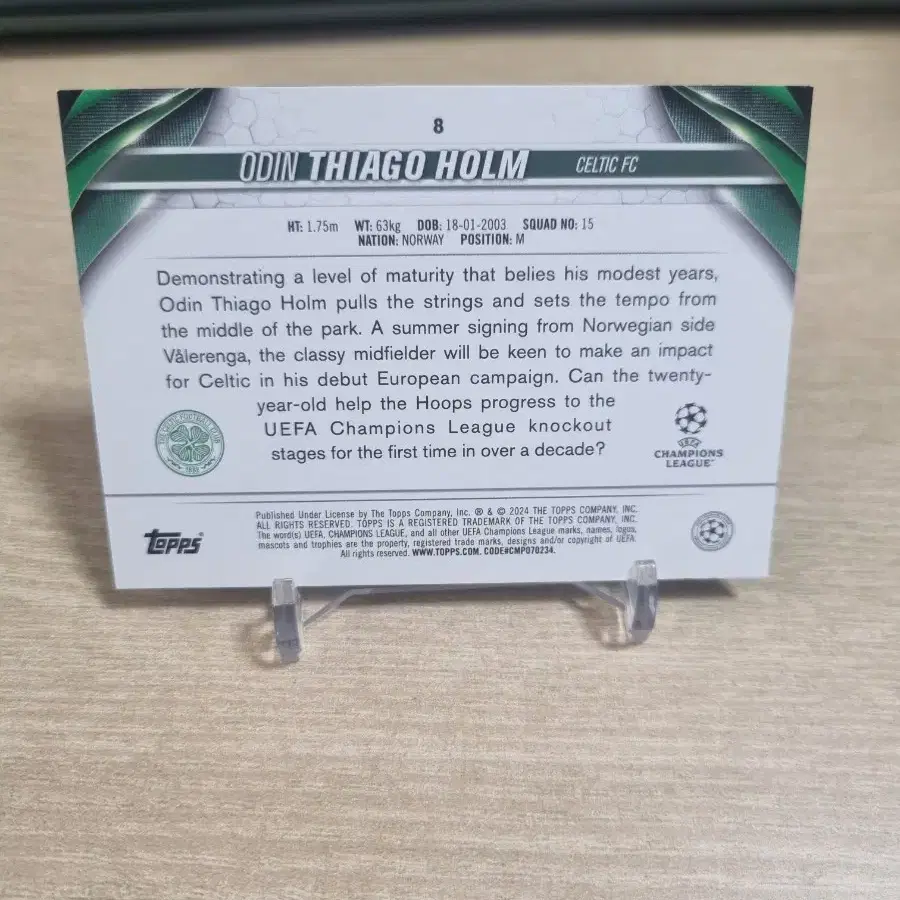 8
ODIN THIAGO HOLM CELTIC FC
HT: 1.75m WT: 63kg DOB: 18-01-2003 SQUAD NO: 15
NATION: NORWAY POSITION: M
Demonstrating a level of maturity that belies his modest years,
Odin Thiago Holm pulls the strings and sets the tempo from
the middle of the park. A summer signing from Norwegian side
Vålerenga, the classy midfielder will be keen to make an impact
for Celtic in his debut European campaign. Can the twenty-
year-old help the Hoops progress to the
UEFA Champions League knockout
stages for the first time in over a decade?
THE CELTIC FOOTBALL CLUB
1888
UEFA
CHAMPIONS
LEAGUE
topps
Published Under License by The Topps Company, Inc. ® & © 2024 THE TOPPS COMPANY, INC.
ALL RIGHTS RESERVED. TOPPS IS A REGISTERED TRADEMARK OF THE TOPPS COMPANY, INC.
The word(s) UEFA, CHAMPIONS LEAGUE, and all other UEFA Champions League marks, names, logos,
mascots and trophies are the property, registered trade marks, designs and/or copyright of UEFA.
All rights reserved. WWW.TOPPS.COM. CODE#CMP070234.